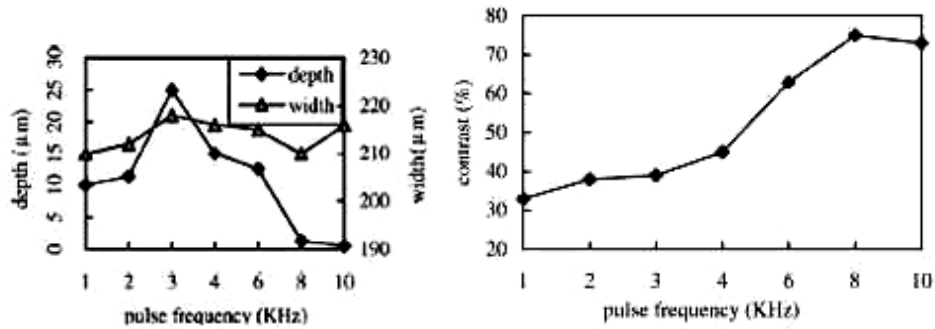 30
25
20
15
10
5
0
depth (μm)
230
220
210
200
190
width(μm)
depth
width
1 2 3 4 6 8 10
pulse frequency (KHz)
80
70
60
50
40
30
20
contrast (%)
1 2 3 4 6 8 10
pulse frequency (KHz)